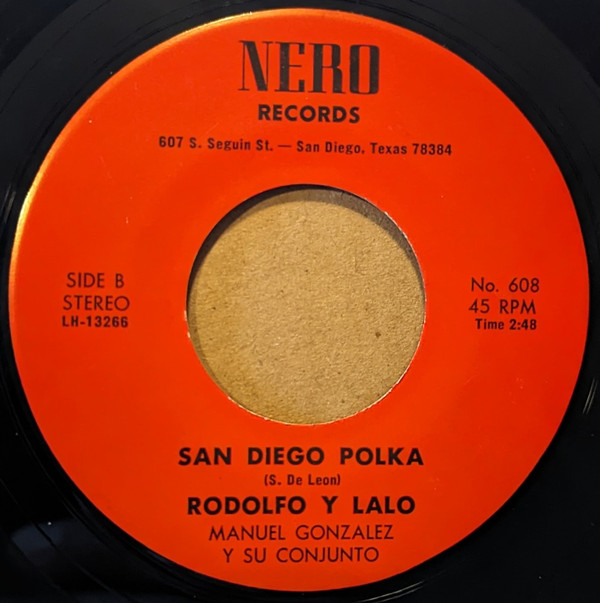 NERO
RECORDS
607 S. Seguin St. — San Diego, Texas 78384
SIDE B
STEREO
LH-13266
No. 608
45 RPM
Time 2:48
SAN DIEGO POLKA
(S. De Leon)
RODOLFO Y LALO
MANUEL GONZALEZ
Y SU CONJUNTO